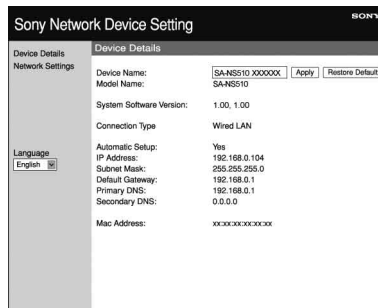 Sony Network Device Setting
SONY
Device Details
Network Settings
Language
English
Device Details
Device Name: SA-NS510 XXXXXX Apply Restore Default
Model Name: SA-NS510
System Software Version: 1.00, 1.00
Connection Type Wired LAN
Automatic Setup: Yes
IP Address: 192.168.0.104
Subnet Mask: 255.255.255.0
Default Gateway: 192.168.0.1
Primary DNS: 192.168.0.1
Secondary DNS: 0.0.0.0
Mac Address: xx:xx:xx:xx:xx:xx